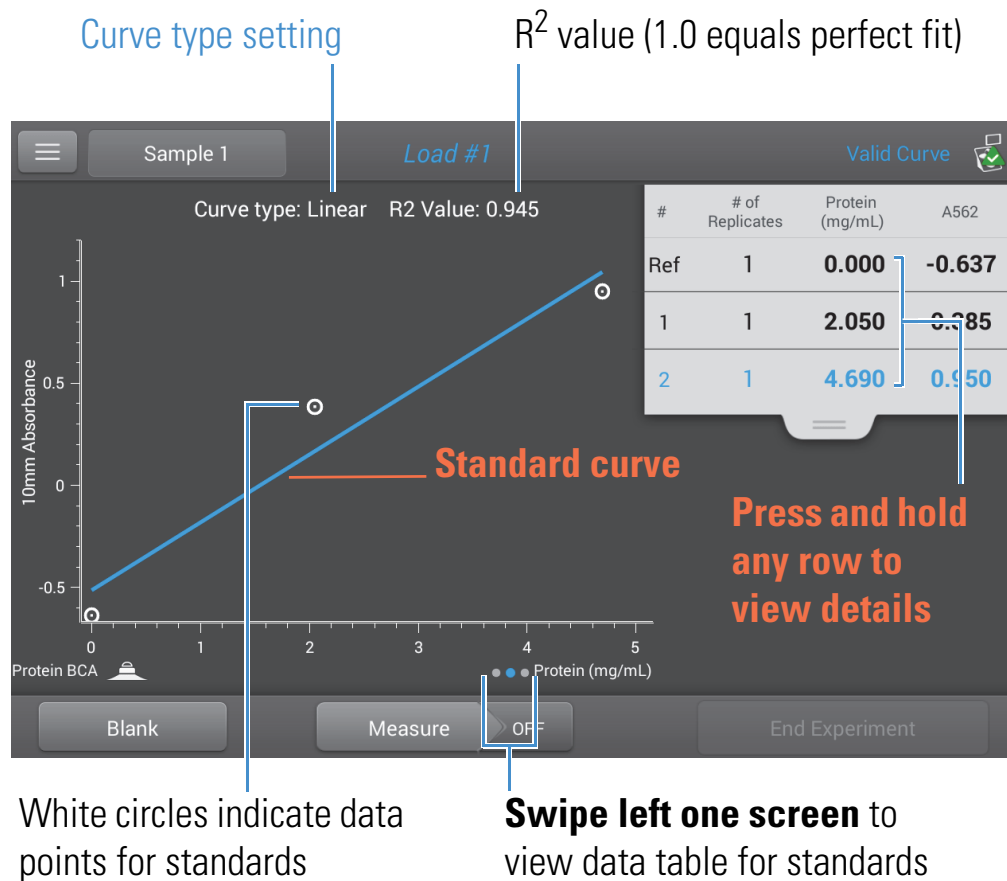 Curve type setting
R2 value (1.0 equals perfect fit)
Sample 1
Load #1
Valid Curve
Curve type: Linear R2 Value: 0.945
# # of Replicates Protein (mg/mL) A562
Ref 1 0.000 -0.637
1 1 2.050 0.385
2 1 4.690 0.950
10mm Absorbance
1
0.5
0
-0.5
Standard curve
Press and hold
any row to
view details
0 1 2 3 4 5
Protein BCA
Protein (mg/mL)
Blank
Measure
OFF
End Experiment
White circles indicate data
points for standards
Swipe left one screen to
view data table for standards